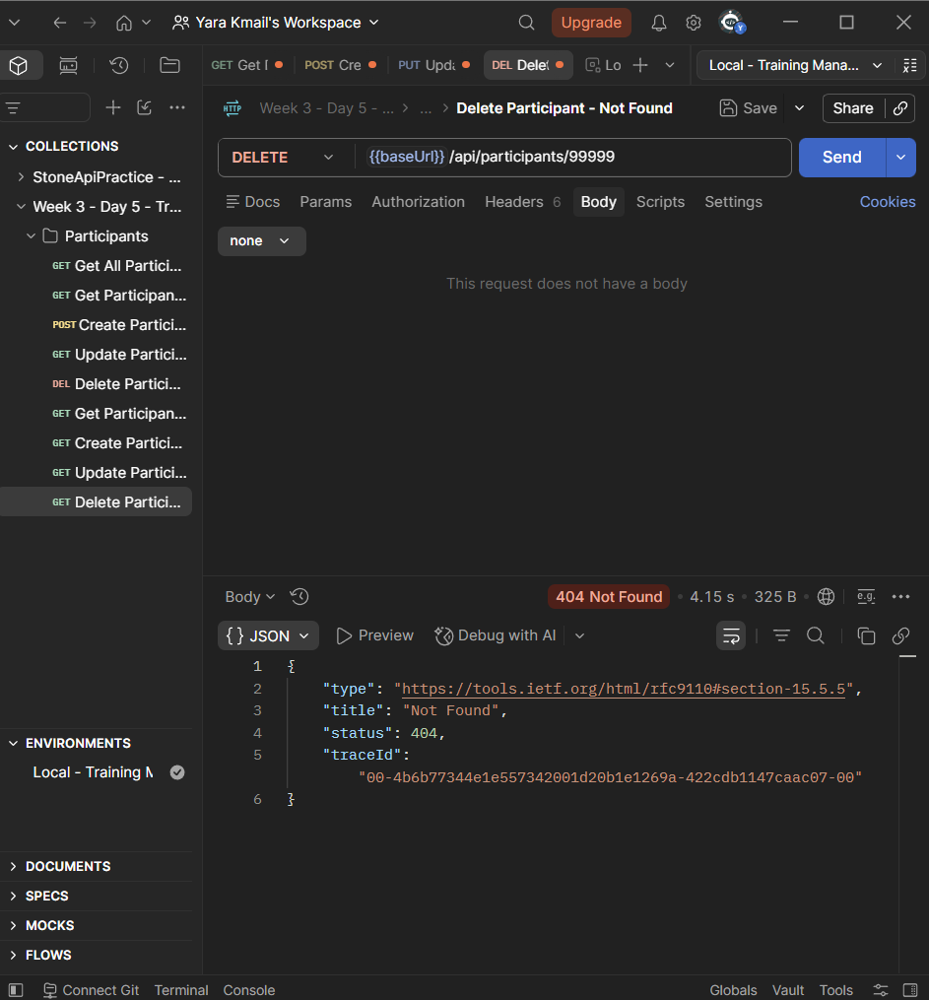 Yara Kmail's Workspace
Upgrade
Y
GET Get I
POST Cre
PUT Upda
DEL Delet
Lo
Local - Training Mana...
HTTP Week 3 - Day 5 - ... > ... > Delete Participant - Not Found
Save
Share
COLLECTIONS
StoneApiPractice - ...
Week 3 - Day 5 - Tr...
Participants
GET Get All Partici...
GET Get Participan...
POST Create Partici...
GET Update Partici...
DEL Delete Partici...
GET Get Participan...
GET Create Partici...
GET Update Partici...
GET Delete Partici...
ENVIRONMENTS
Local - Training M
DOCUMENTS
SPECS
MOCKS
FLOWS
DELETE
{{baseUrl}} /api/participants/99999
Send
Docs Params Authorization Headers 6 Body Scripts Settings Cookies
none
This request does not have a body
Body
404 Not Found • 4.15 s • 325 B •
e.g.
{} JSON
Preview
Debug with AI
1 {
2 "type": "https://tools.ietf.org/html/rfc9110#section-15.5.5",
3 "title": "Not Found",
4 "status": 404,
5 "traceId":
"00-4b6b77344e1e557342001d20b1e1269a-422cdb1147caac07-00"
6 }
Connect Git Terminal Console
Globals Vault Tools